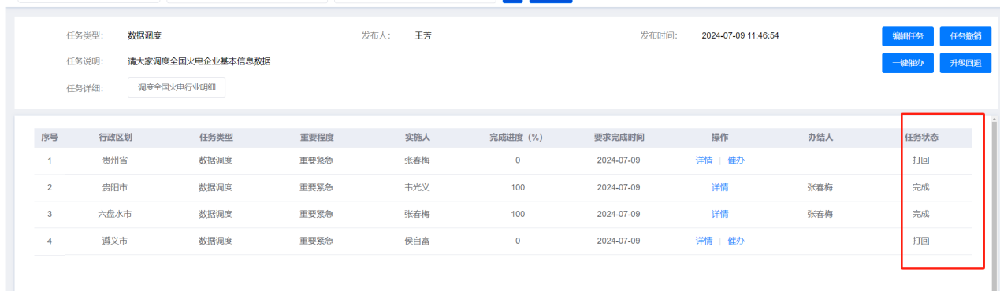 任务类型: 数据调度 发布人: 王芳 发布时间: 2024-07-09 11:46:54 编辑任务 任务撤销
任务说明: 请大家调度全国火电企业基本信息数据 一键催办 升级回退
任务详细: 调度全国火电行业明细
序号 行政区划 任务类型 重要程度 实施人 完成进度 (%) 要求完成时间 操作 办结人 任务状态
1 贵州省 数据调度 重要紧急 张春梅 0 2024-07-09 详情 | 催办 打回
2 贵阳市 数据调度 重要紧急 韦光义 100 2024-07-09 详情 张春梅 完成
3 六盘水市 数据调度 重要紧急 张春梅 100 2024-07-09 详情 张春梅 完成
4 遵义市 数据调度 重要紧急 侯自富 0 2024-07-09 详情 | 催办 打回